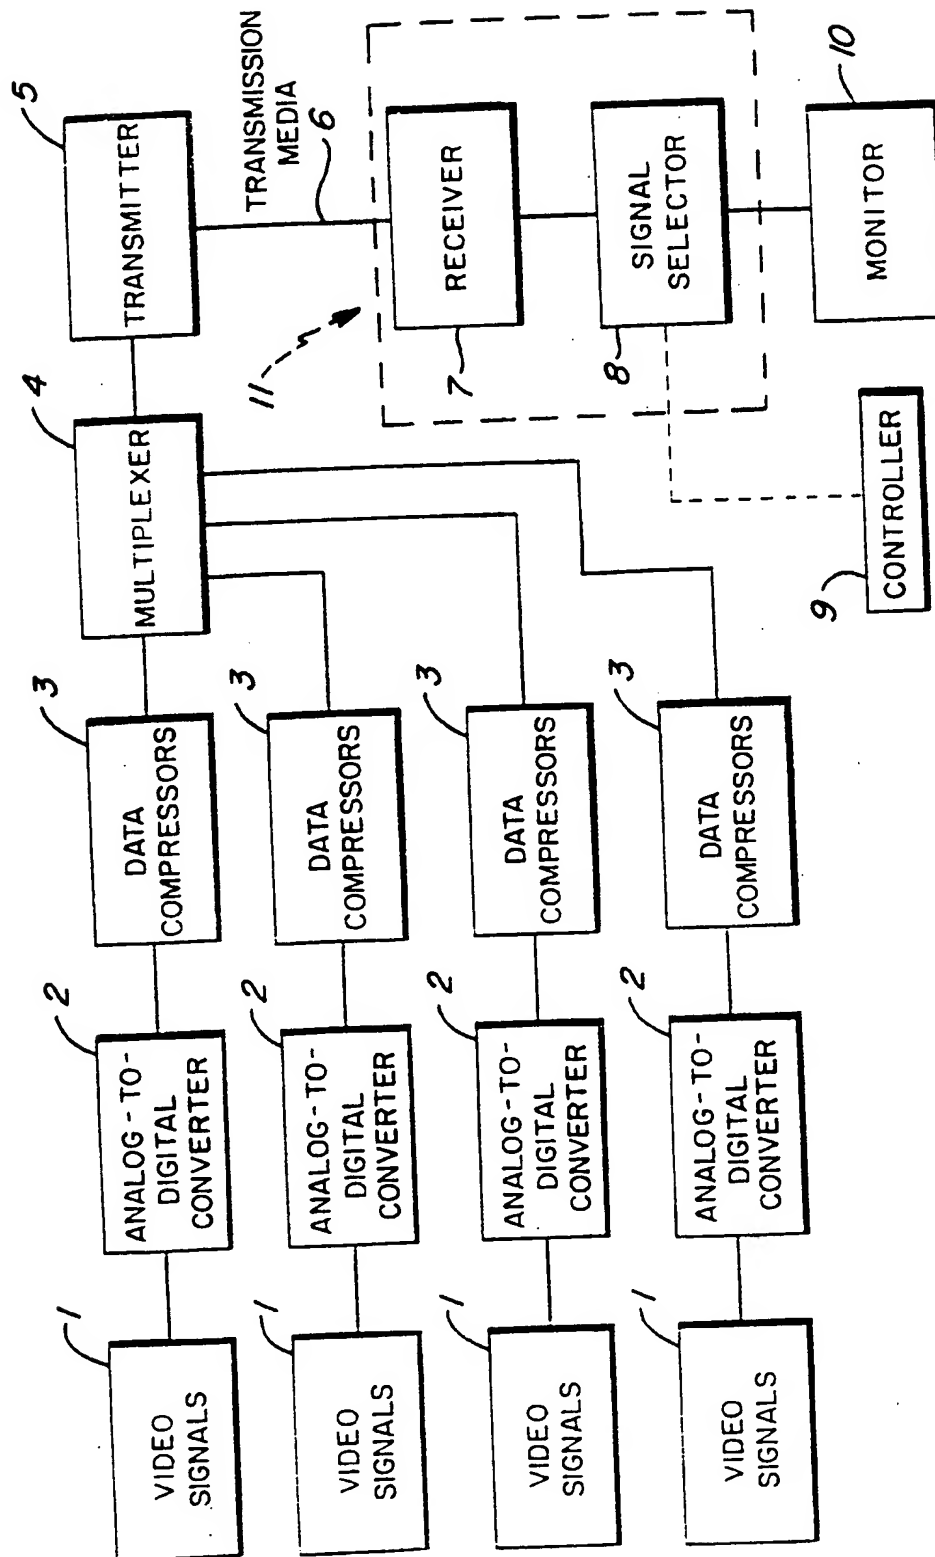 1
VIDEO
SIGNALS
2
ANALOG-TO-
DIGITAL
CONVERTER
3
DATA
COMPRESSORS
4
MULTIPLEXER
5
TRANSMITTER
1
VIDEO
SIGNALS
2
ANALOG-TO-
DIGITAL
CONVERTER
3
DATA
COMPRESSORS
TRANSMISSION
MEDIA
6
1
VIDEO
SIGNALS
2
ANALOG-TO-
DIGITAL
CONVERTER
3
DATA
COMPRESSORS
11
7
RECEIVER
1
VIDEO
SIGNALS
2
ANALOG-TO-
DIGITAL
CONVERTER
3
DATA
COMPRESSORS
8
SIGNAL
SELECTOR
9
CONTROLLER
10
MONITOR